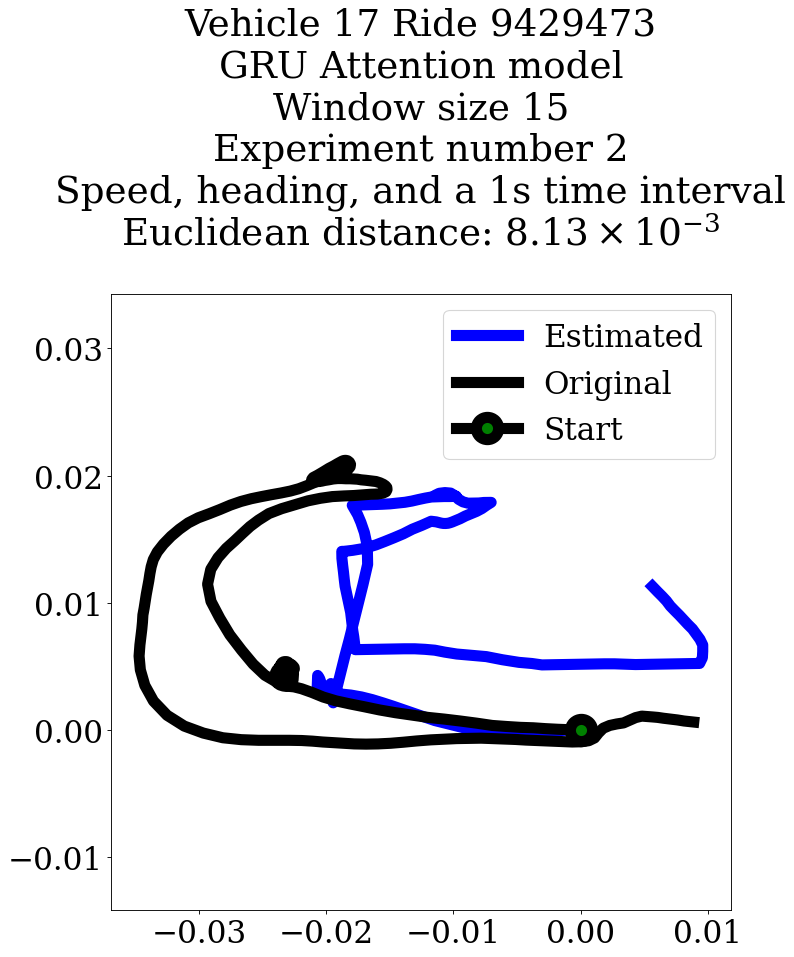 Vehicle 17 Ride 9429473
GRU Attention model
Window size 15
Experiment number 2
Speed, heading, and a 1s time interval
Euclidean distance: 8.13 × 10⁻³
Estimated
Original
Start
0.03
0.02
0.01
0.00
−0.01
−0.03 −0.02 −0.01 0.00 0.01